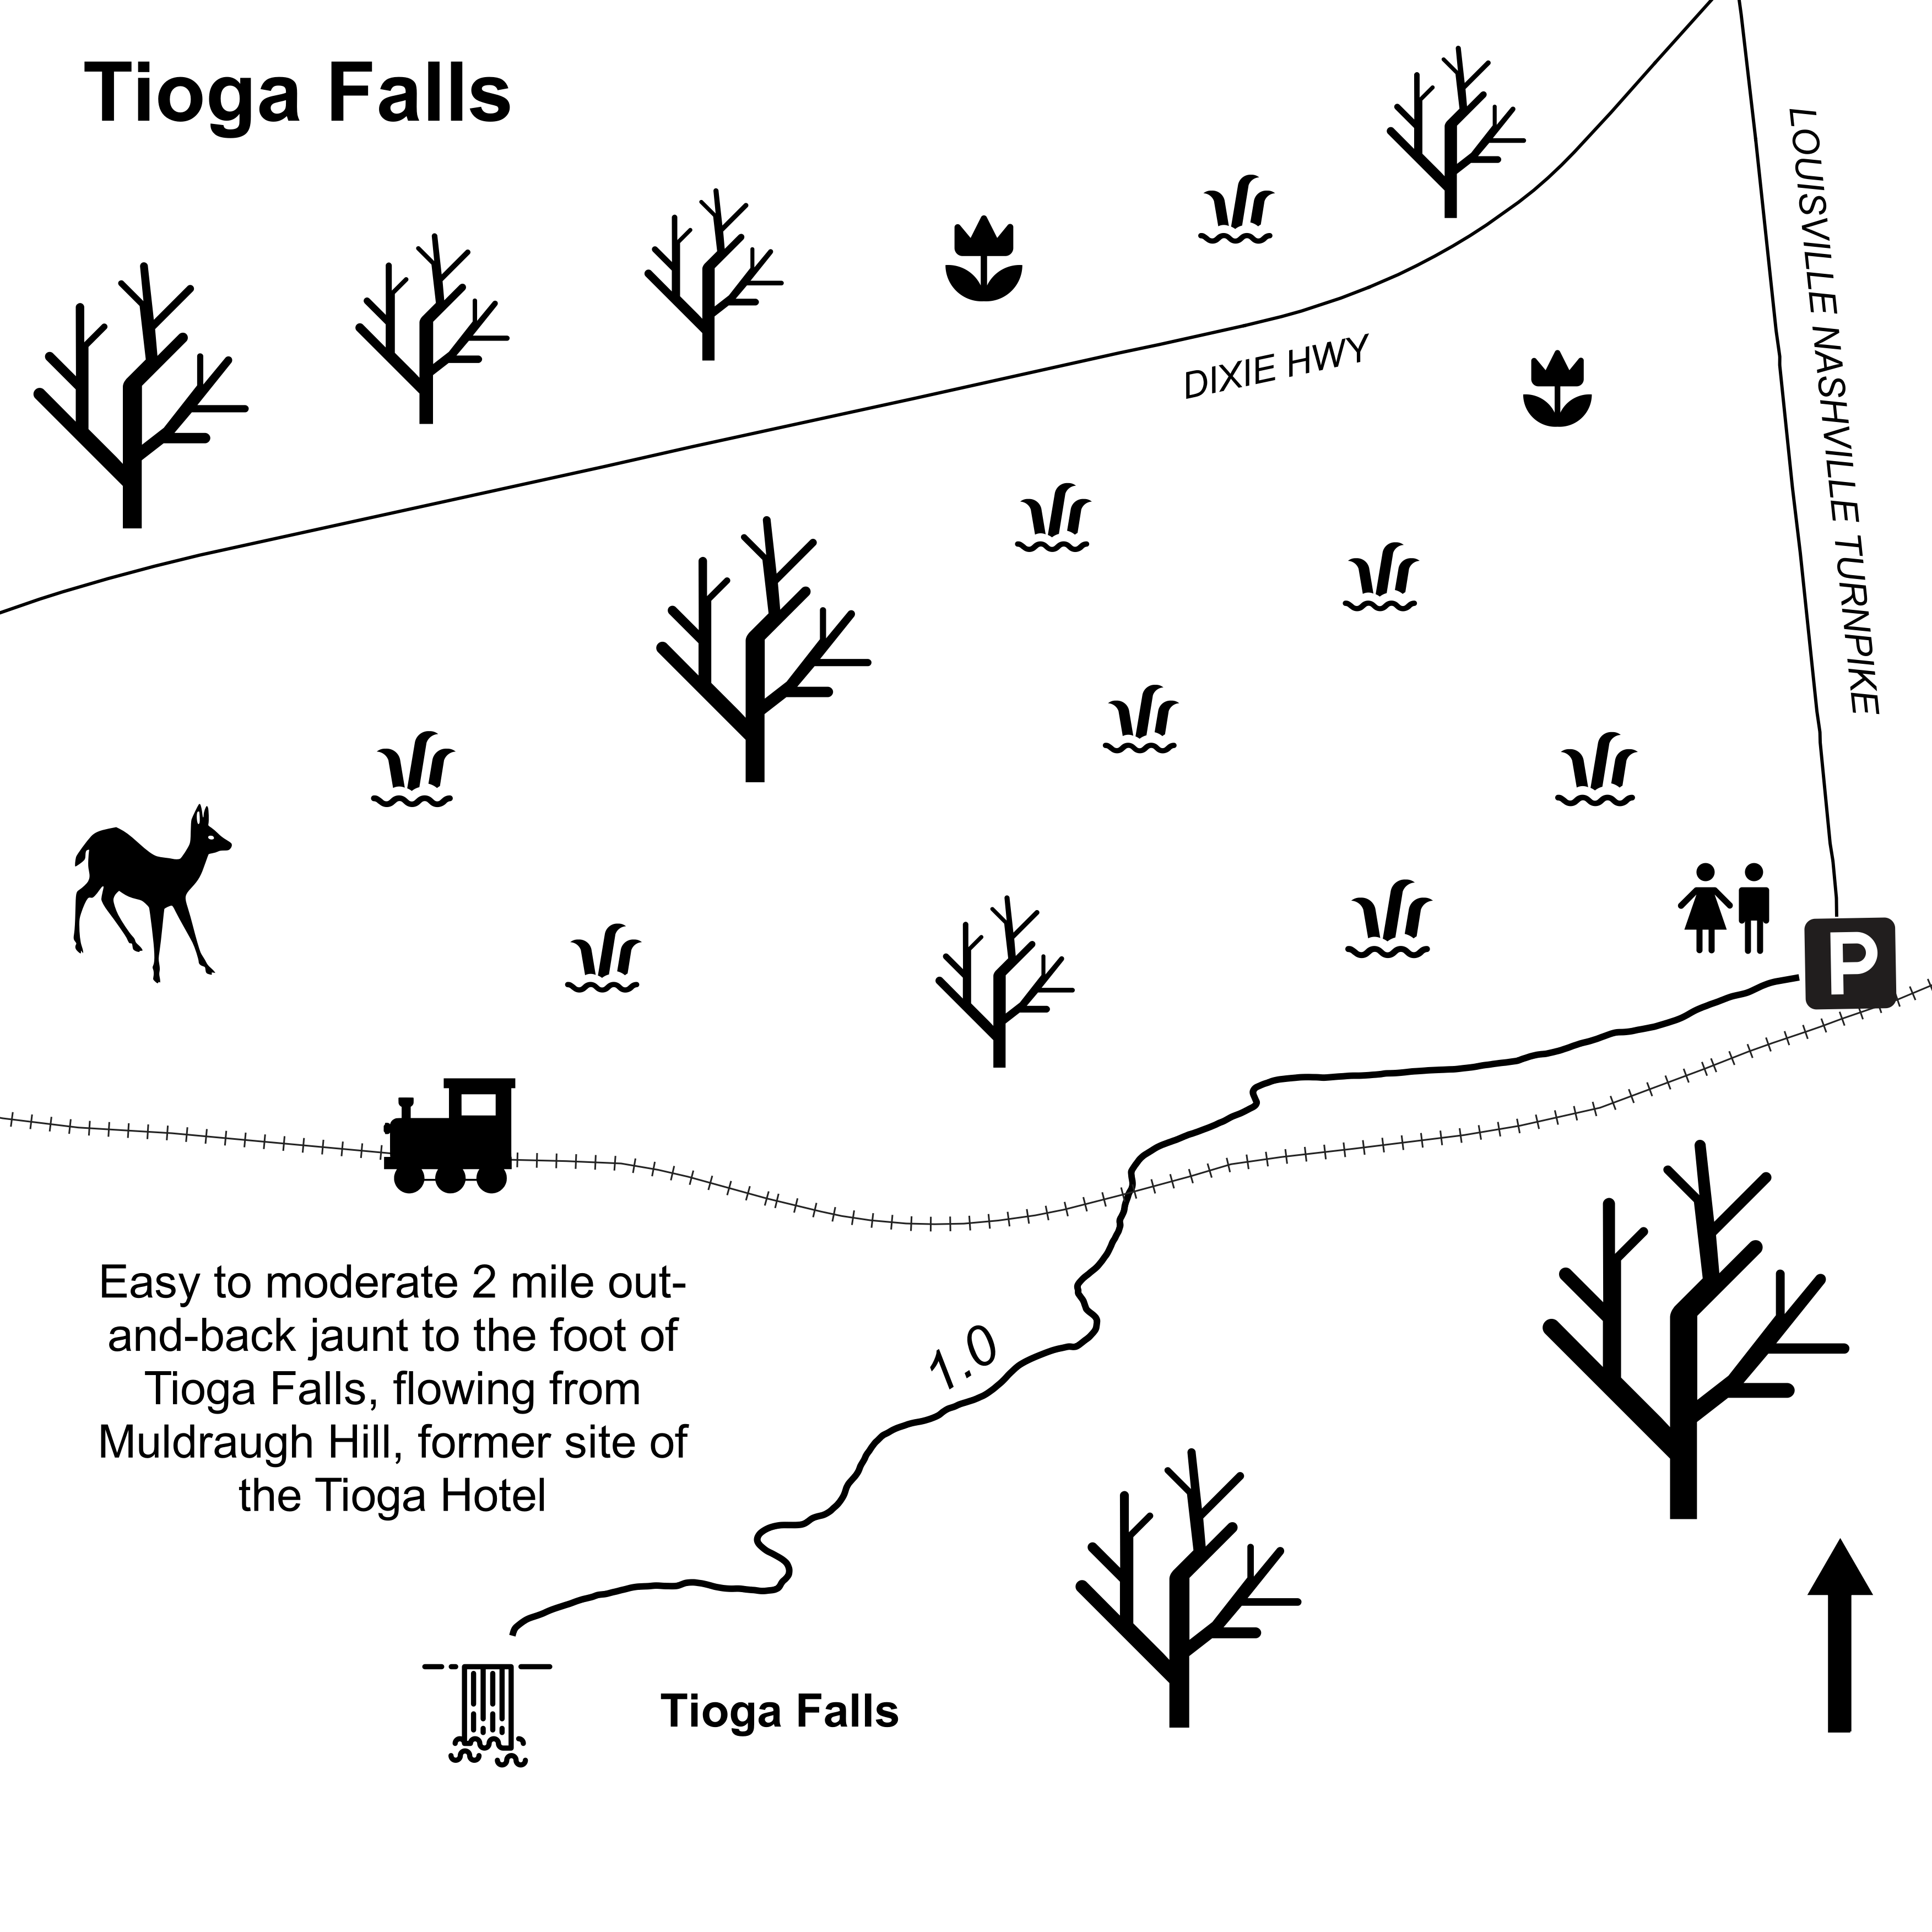 Tioga Falls
LOUISVILLE NASHVILLE TURNPIKE
DIXIE HWY
P
Easy to moderate 2 mile out-
and-back jaunt to the foot of
Tioga Falls, flowing from
Muldraugh Hill, former site of
the Tioga Hotel
1.0
Tioga Falls